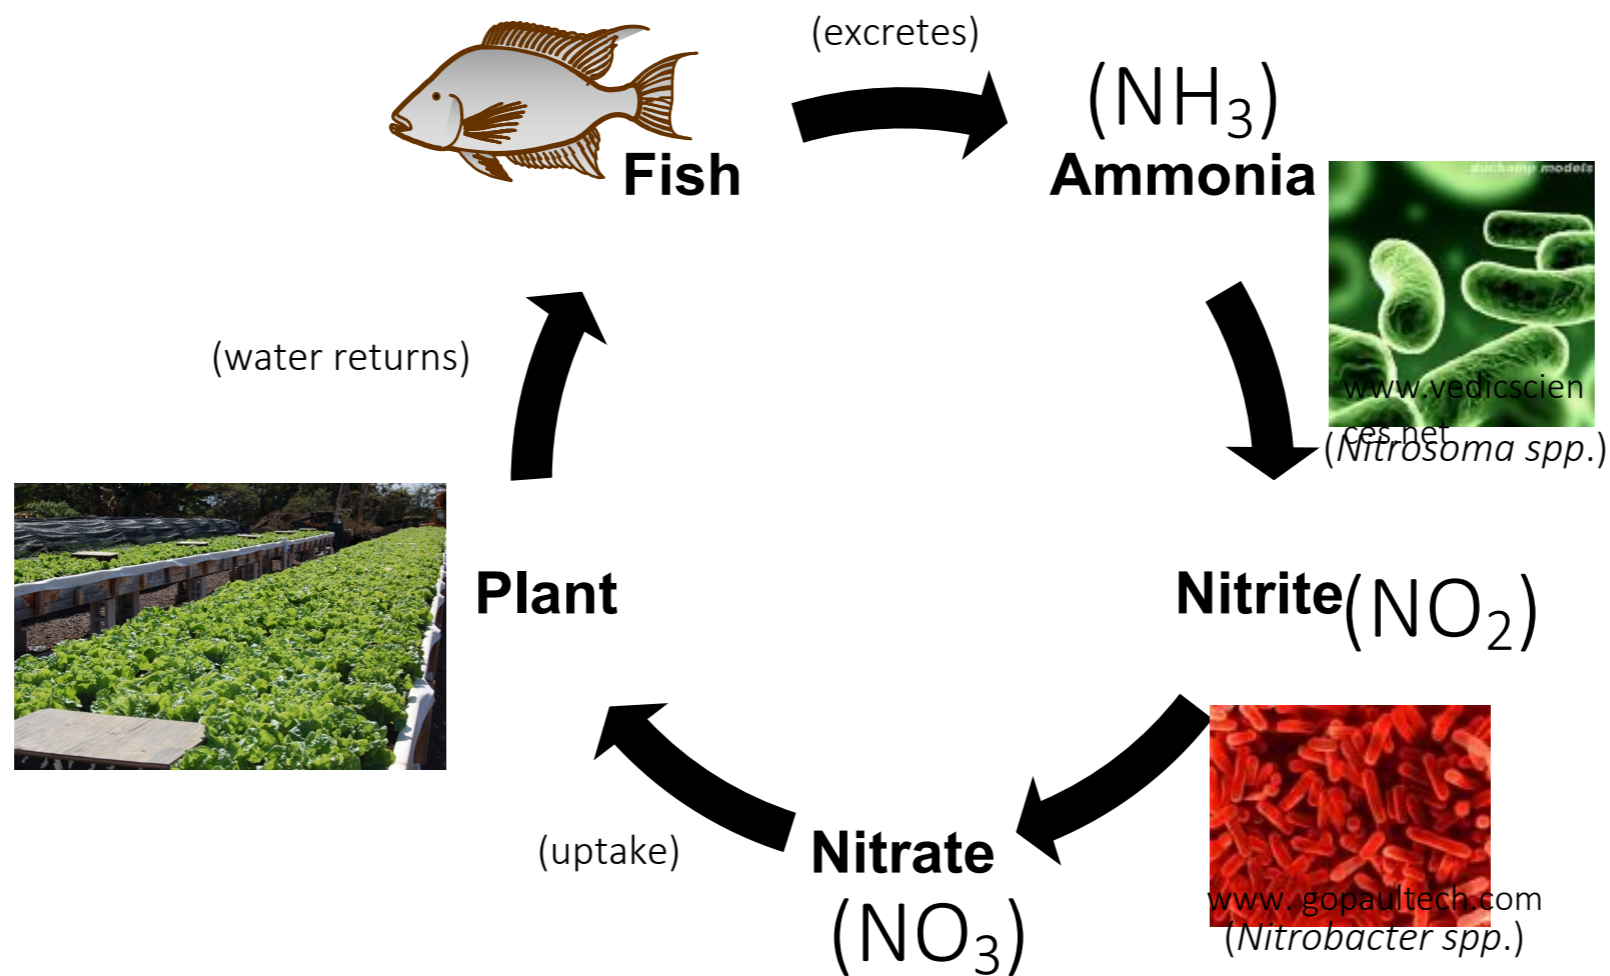 (excretes)
(NH₃)
Fish
Ammonia
(water returns)
www.vedicscien
ces.net
(Nitrosoma spp.)
Plant
Nitrite(NO₂)
(uptake)
Nitrate
(NO₃)
www. gopaultech.com
(Nitrobacter spp.)